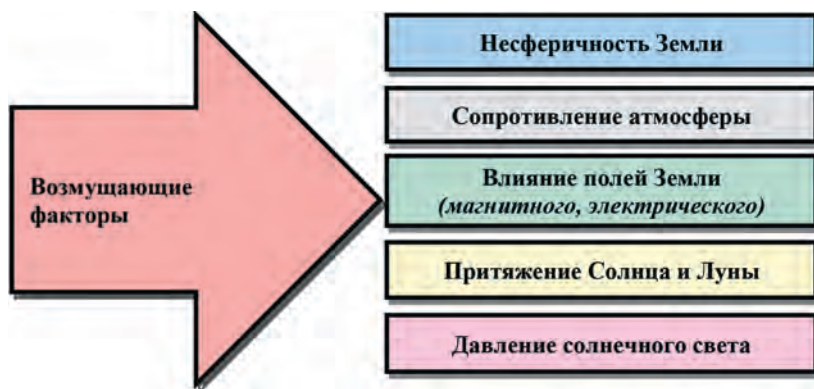 Возмущающие
факторы
Несферичность Земли
Сопротивление атмосферы
Влияние полей Земли
(магнитного, электрического)
Притяжение Солнца и Луны
Давление солнечного света